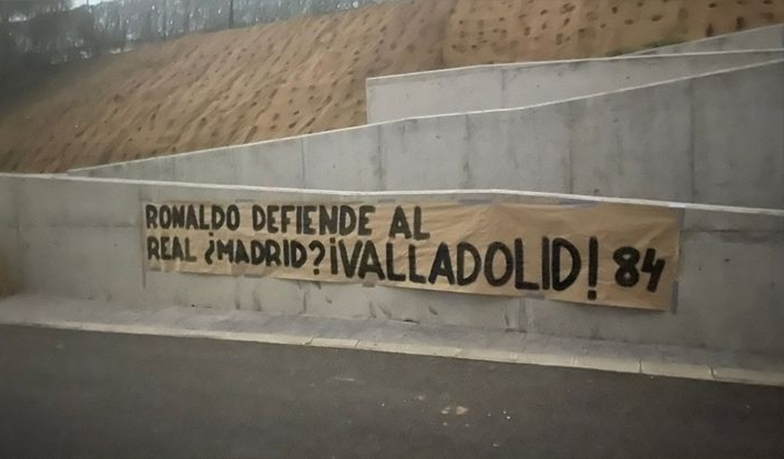 RONALDO DEFIENDE AL
REAL ¿MADRID? ¡VALLADOLID! 84